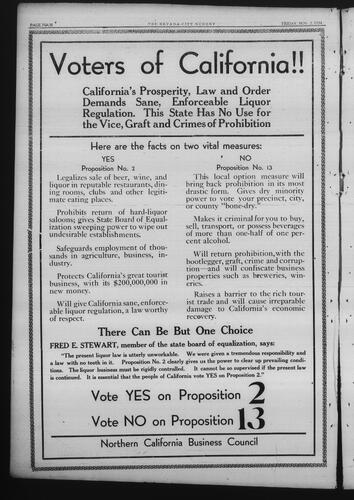 PAGE FOUR
THE NEVADA CITY NUGGET
FRIDAY, NOV. 2, 1934
Voters of California!!
California's Prosperity, Law and Order
Demands Sane, Enforceable Liquor
Regulation. This State Has No Use for
the Vice, Graft and Crimes of Prohibition
Here are the facts on two vital measures:
YES
Proposition No. 2
Legalizes sale of beer, wine, and
liquor in reputable restaurants, din-
ing rooms, clubs and other legiti-
mate eating places.
Prohibits return of hard-liquor
saloons; gives State Board of Equal-
ization sweeping power to wipe out
undesirable establishments.
Safeguards employment of thou-
sands in agriculture, business, in-
dustry.
Protects California's great tourist
business, with its $200,000,000 in
new money.
Will give California sane, enforce-
able liquor regulation, a law worthy
of respect.
NO
Proposition No. 13
This local option measure will
bring back prohibition in its most
drastic form. Gives dry minority
power to vote your precinct, city,
or county "bone-dry."
Makes it criminal for you to buy,
sell, transport, or possess beverages
of more than one-half of one per
cent alcohol.
Will return prohibition, with the
bootlegger, graft, crime and corrup-
tion—and will confiscate business
properties such as breweries, win-
eries.
Raises a barrier to the rich tour-
ist trade and will cause irreparable
damage to California's economic
recovery.
There Can Be But One Choice
FRED E. STEWART, member of the state board of equalization, says:
"The present liquor law is utterly unworkable. We were given a tremendous responsibility and
a law with no teeth in it. Proposition No. 2 clearly gives us the power to clear up prevailing condi-
tions. The liquor business must be rigidly controlled. It cannot be so supervised if the present law
is continued. It is essential that the people of California vote YES on Proposition 2."
Vote YES on Proposition 2
Vote NO on Proposition 13
Northern California Business Council